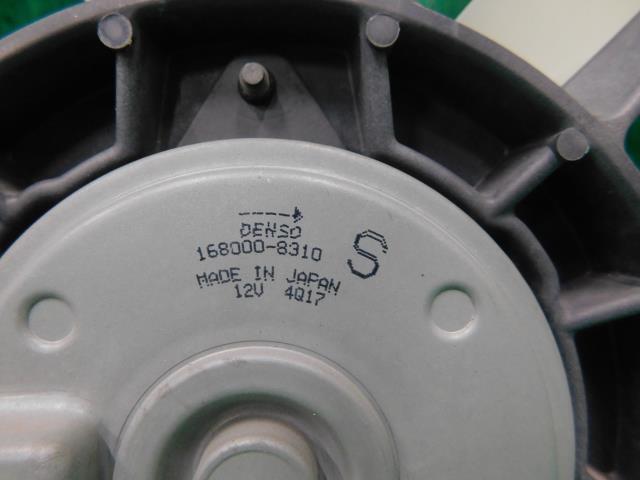 DENSO
168000-8310 S
MADE IN JAPAN
12V 4Q17